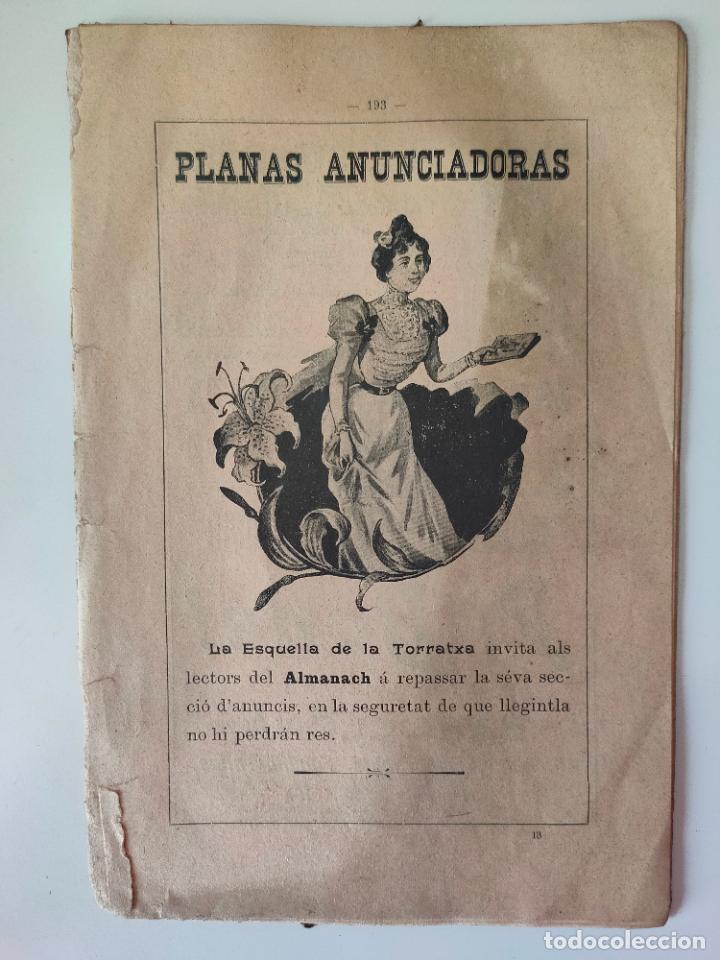 — 193 —
PLANAS ANUNCIADORAS
La Esquella de la Torratxa invita als
lectors del Almanach á repassar la séva sec-
ció d'anuncis, en la seguretat de que llegintla
no hi perdrán res.
13
todocoleccion.net